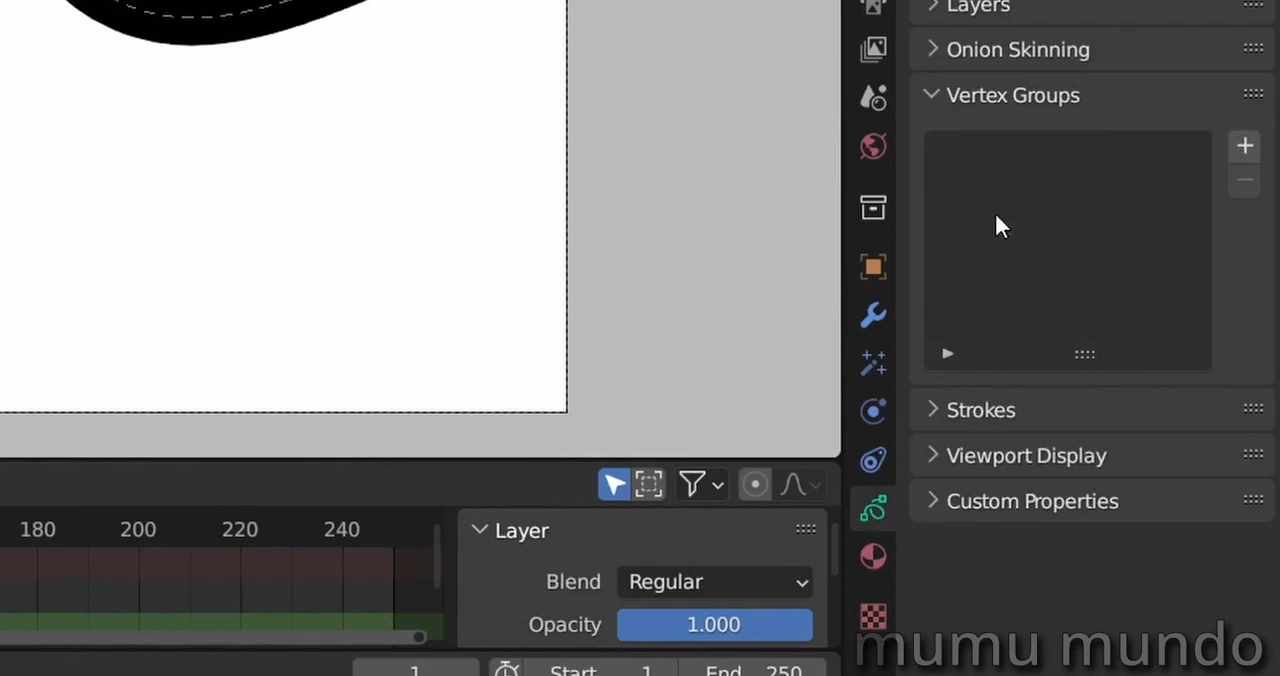 Layers
Onion Skinning
Vertex Groups
Strokes
Viewport Display
Custom Properties
180 200 220 240
Layer
Blend Regular
Opacity 1.000
1 Start 1 End 250
mumu mundo